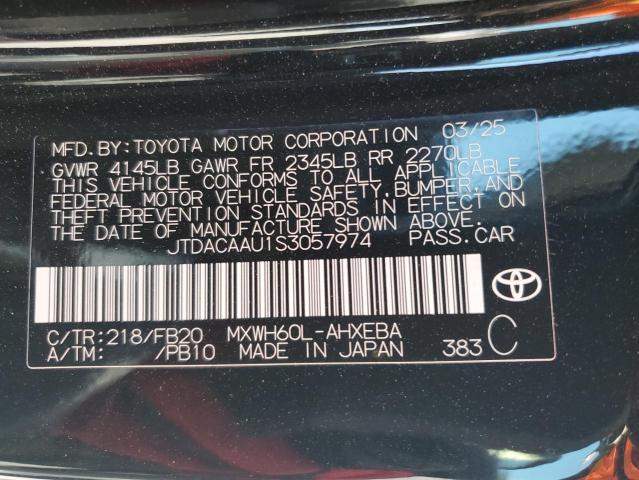 MFD.BY:TOYOTA MOTOR CORPORATION 03/25
GVWR 4145LB GAWR FR 2345LB RR 2270LB
THIS VEHICLE CONFORMS TO ALL APPLICABLE
FEDERAL MOTOR VEHICLE SAFETY,BUMPER,AND
THEFT PREVENTION STANDARDS IN EFFECT ON
THE DATE OF MANUFACTURE SHOWN ABOVE.
JTDACAAU1S3057974 PASS.CAR
C/TR:218/FB20 MXWH60L-AHXEBA
A/TM: /PB10 MADE IN JAPAN 383 C